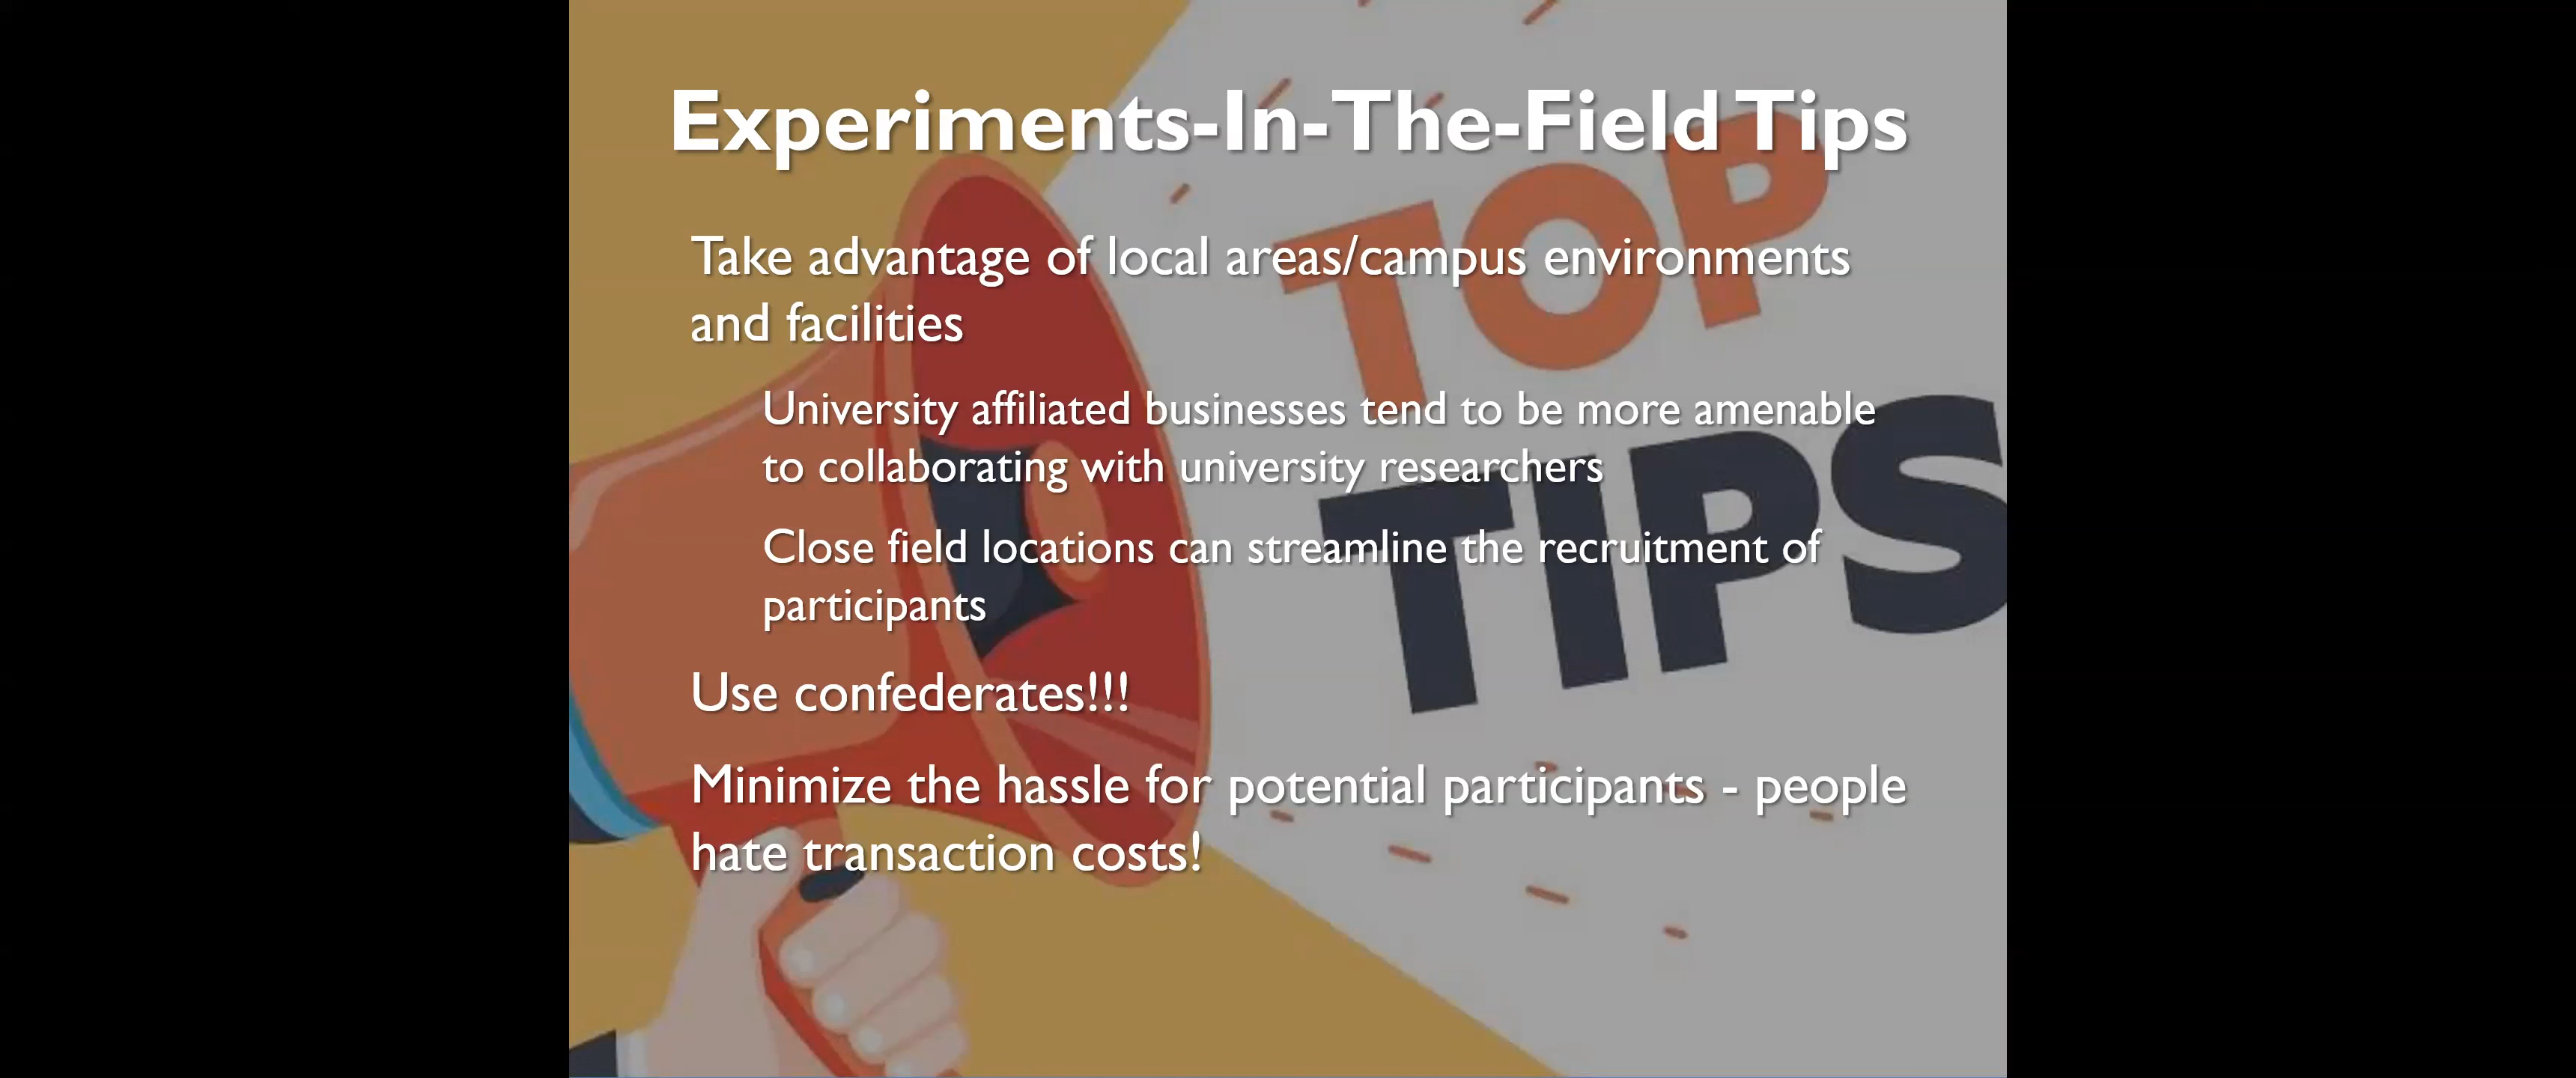 Experiments-In-The-Field Tips
TOP
TIPS
Take advantage of local areas/campus environments
and facilities
University affiliated businesses tend to be more amenable
to collaborating with university researchers
Close field locations can streamline the recruitment of
participants
Use confederates!!!
Minimize the hassle for potential participants - people
hate transaction costs!